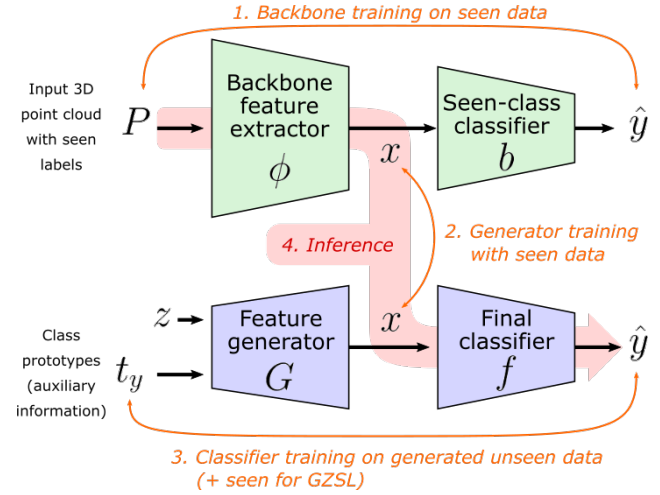 1. Backbone training on seen data
Input 3D
point cloud
with seen
labels
P
Backbone
feature
extractor
ϕ
x
Seen-class
classifier
b
ŷ
4. Inference
2. Generator training
with seen data
Class
prototypes
(auxiliary
information)
z
t_y
Feature
generator
G
x
Final
classifier
f
ŷ
3. Classifier training on generated unseen data
(+ seen for GZSL)